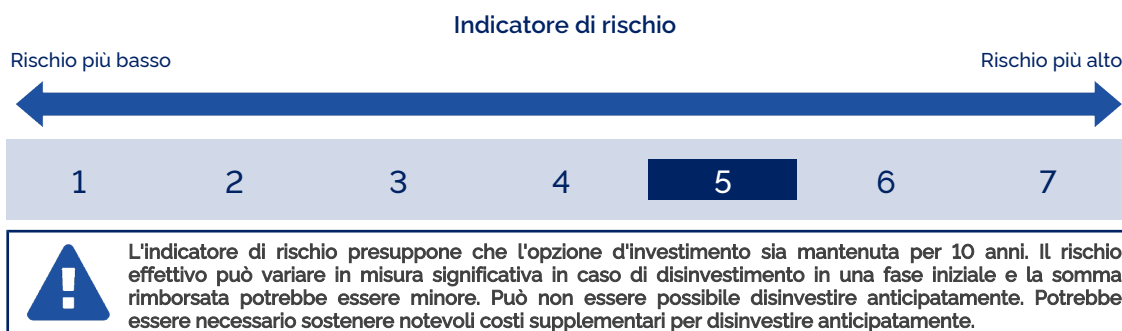 Indicatore di rischio
Rischio più basso
Rischio più alto
1 2 3 4 5 6 7
L'indicatore di rischio presuppone che l'opzione d'investimento sia mantenuta per 10 anni. Il rischio
effettivo può variare in misura significativa in caso di disinvestimento in una fase iniziale e la somma
rimborsata potrebbe essere minore. Può non essere possibile disinvestire anticipatamente. Potrebbe
essere necessario sostenere notevoli costi supplementari per disinvestire anticipatamente.